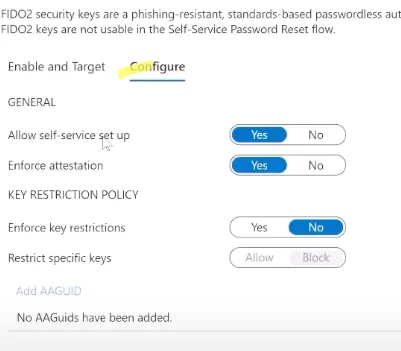 FIDO2 security keys are a phishing-resistant, standards-based passwordless
FIDO2 keys are not usable in the Self-Service Password Reset flow.
Enable and Target Configure
GENERAL
Allow self-service set up Yes No
Enforce attestation Yes No
KEY RESTRICTION POLICY
Enforce key restrictions Yes No
Restrict specific keys Allow Block
Add AAGUID
No AAGuids have been added.